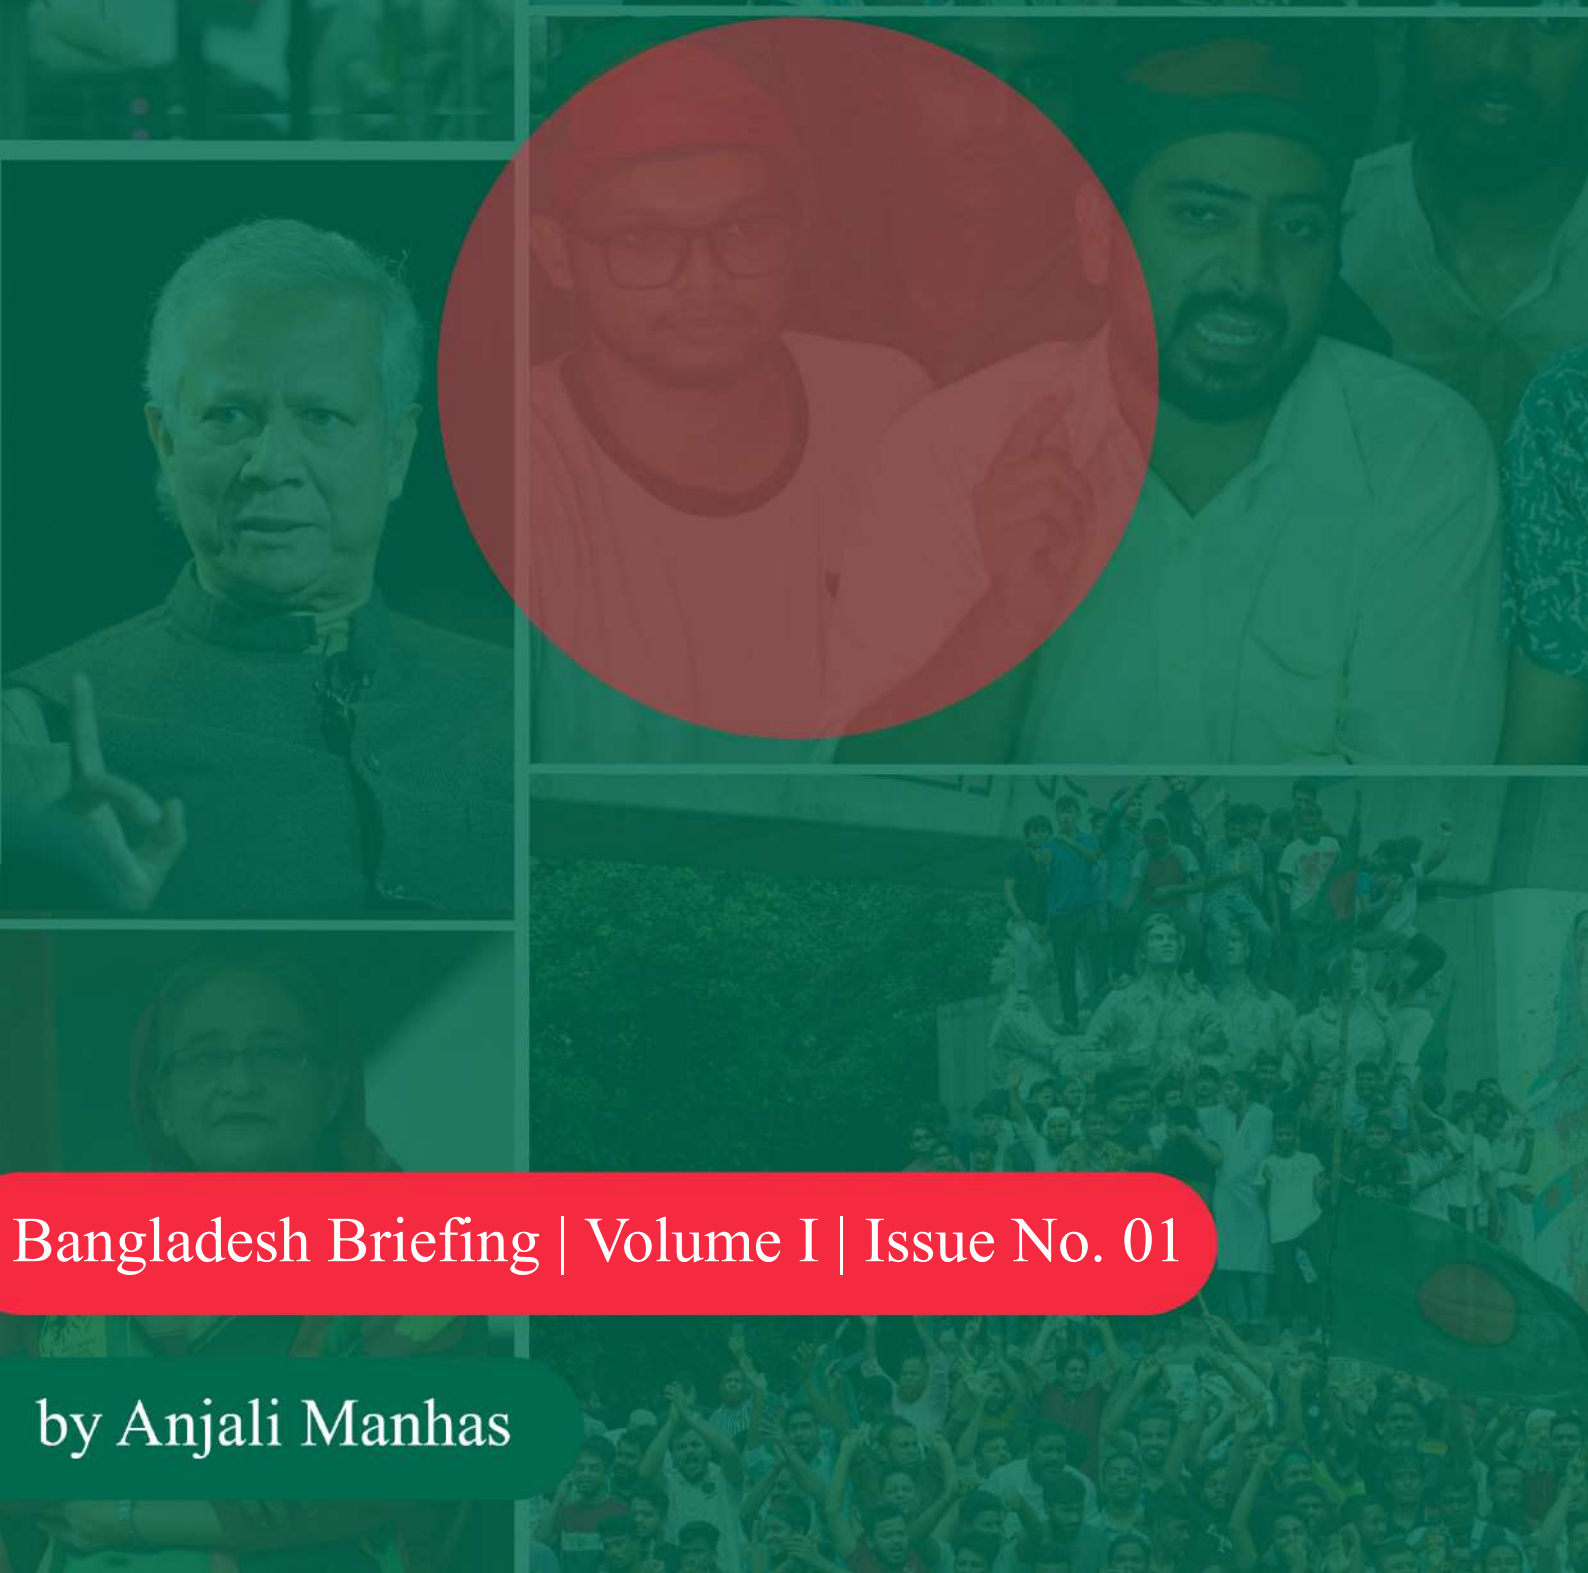 Bangladesh Briefing | Volume I | Issue No. 01
by Anjali Manhas